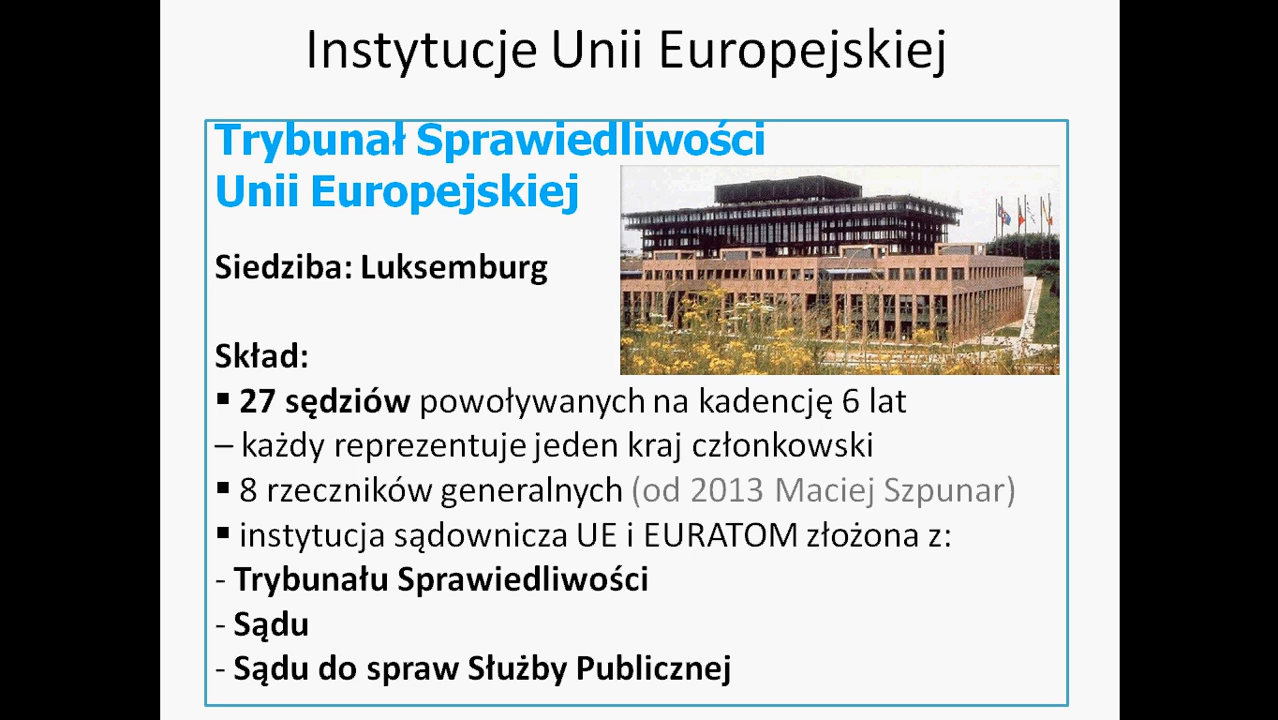 Instytucje Unii Europejskiej
Trybunał Sprawiedliwości
Unii Europejskiej
Siedziba: Luksemburg
Skład:
▪ 27 sędziów powoływanych na kadencję 6 lat
– każdy reprezentuje jeden kraj członkowski
▪ 8 rzeczników generalnych (od 2013 Maciej Szpunar)
▪ instytucja sądownicza UE i EURATOM złożona z:
- Trybunału Sprawiedliwości
- Sądu
- Sądu do spraw Służby Publicznej